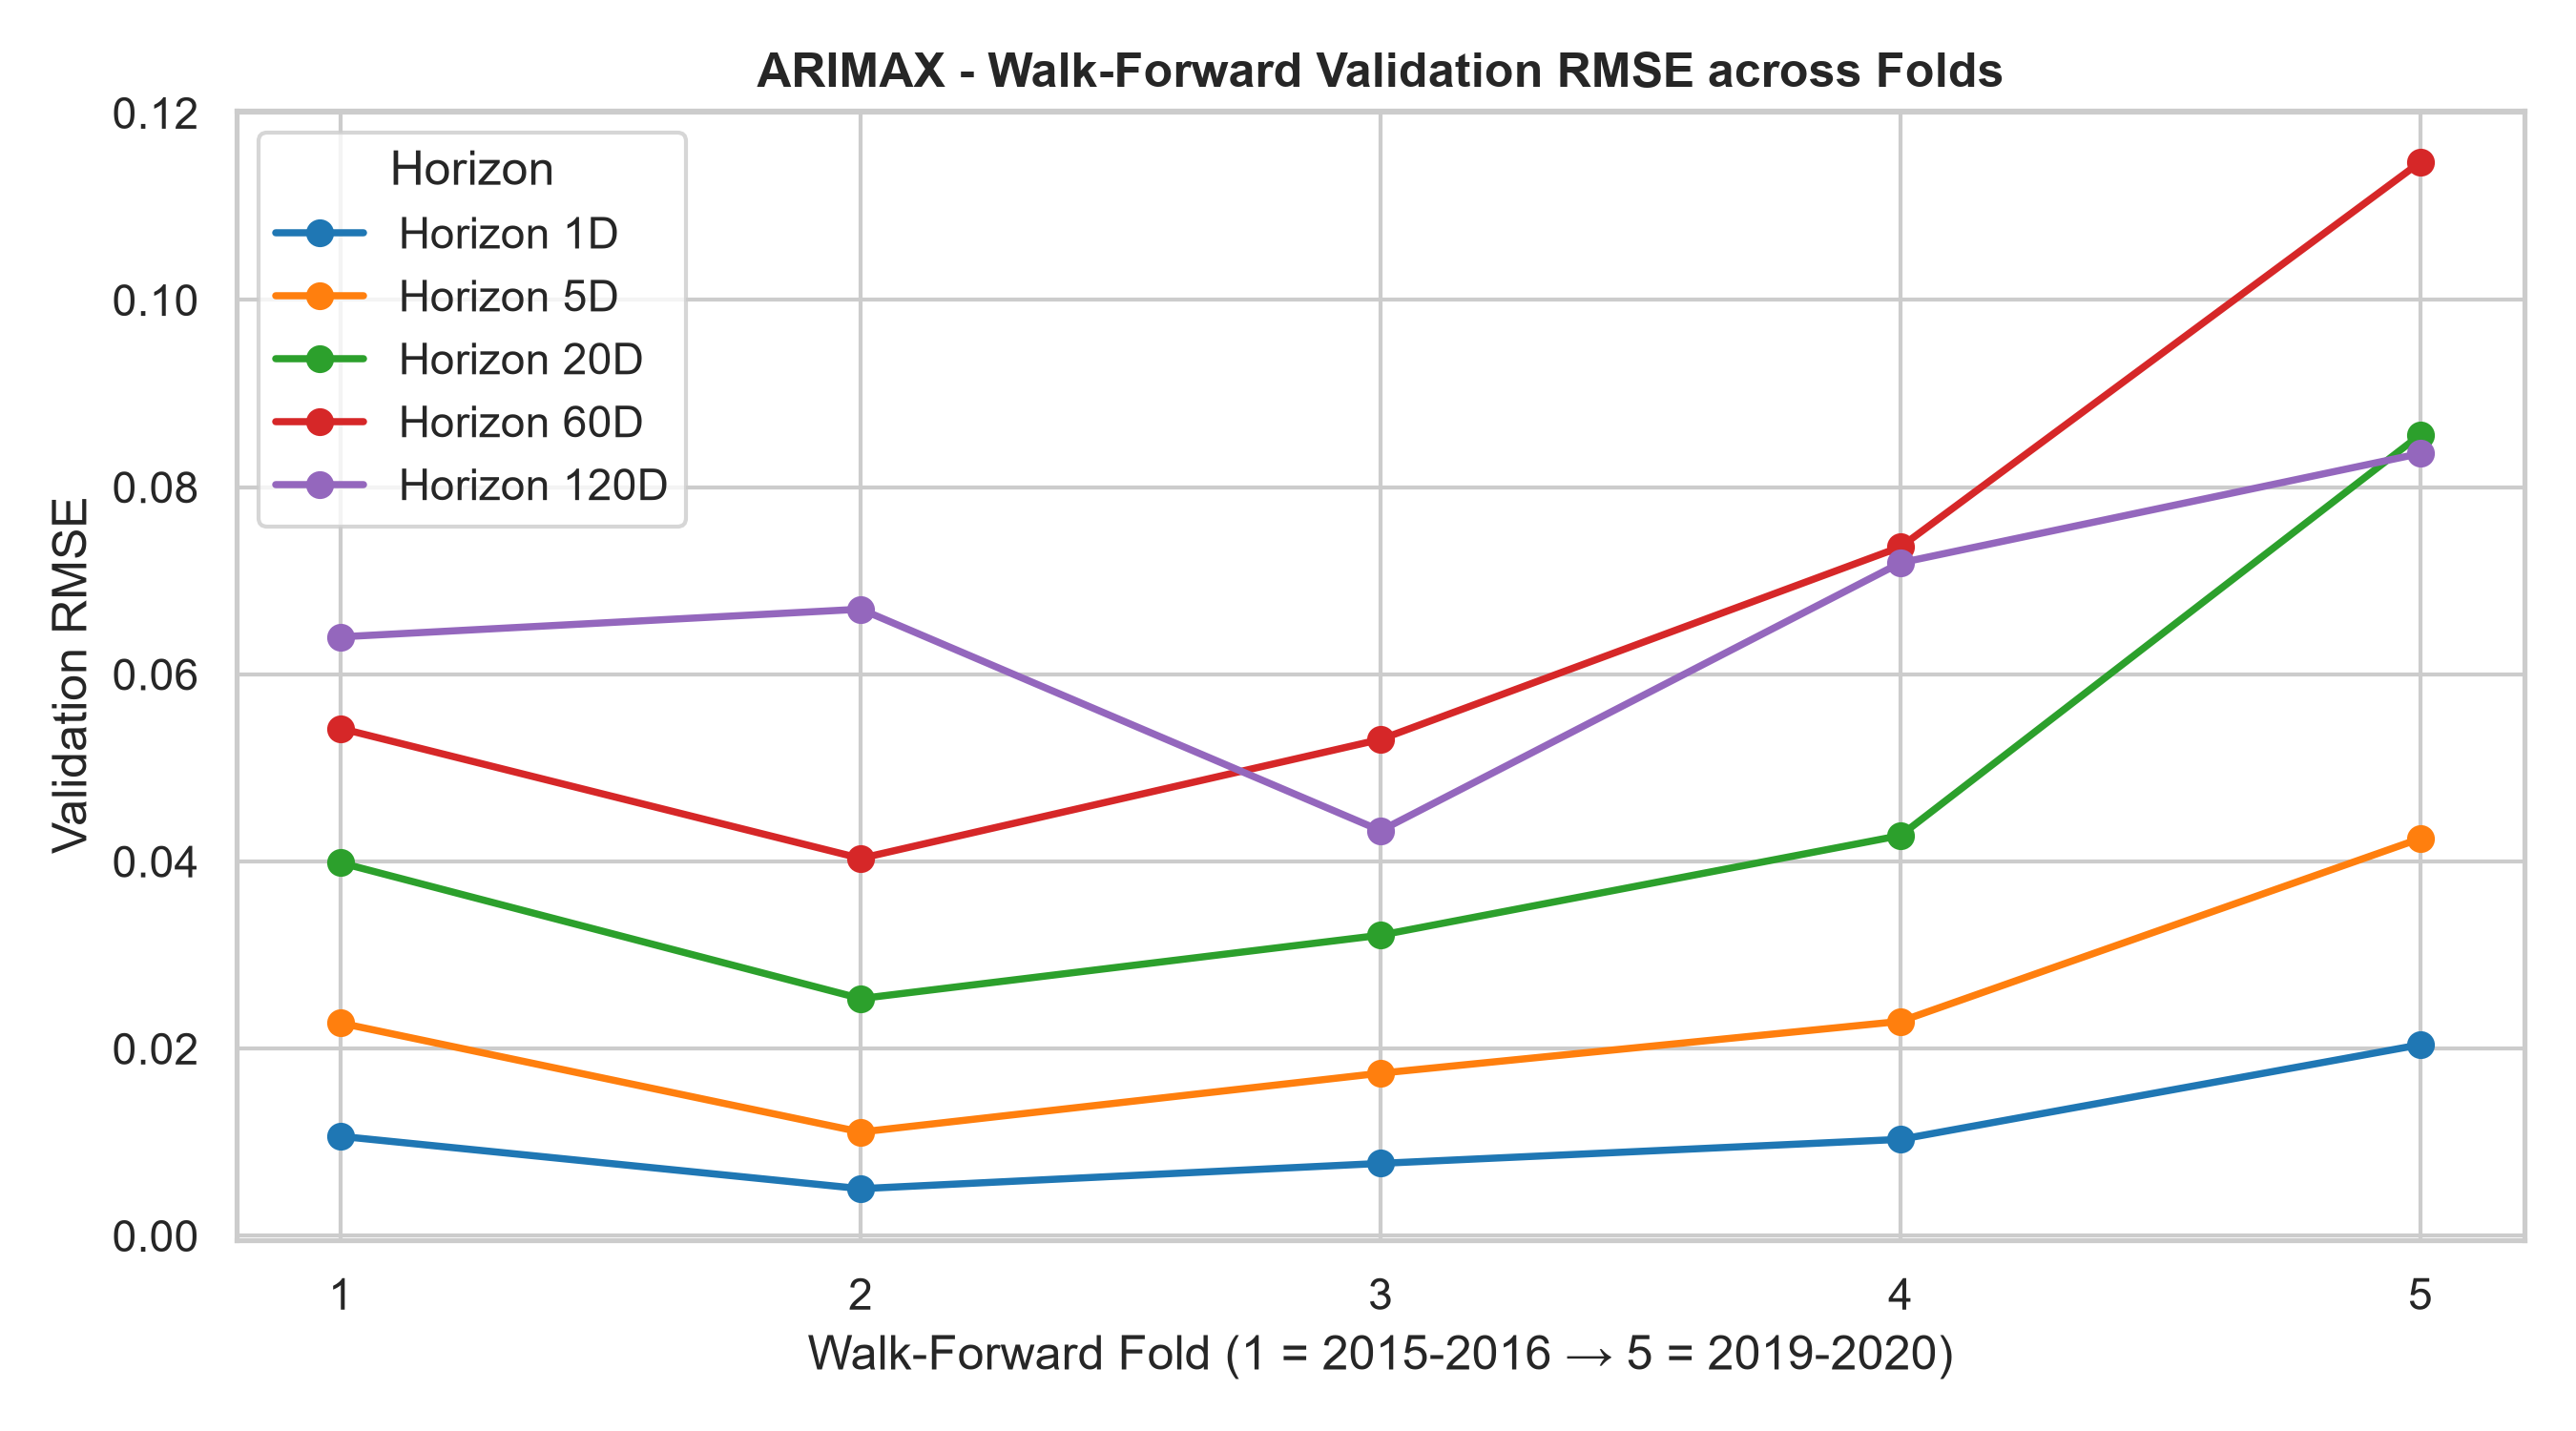 ARIMAX - Walk-Forward Validation RMSE across Folds
0.12
0.10
0.08
0.06
0.04
0.02
0.00
Validation RMSE
Horizon
Horizon 1D
Horizon 5D
Horizon 20D
Horizon 60D
Horizon 120D
1 2 3 4 5
Walk-Forward Fold (1 = 2015-2016 → 5 = 2019-2020)